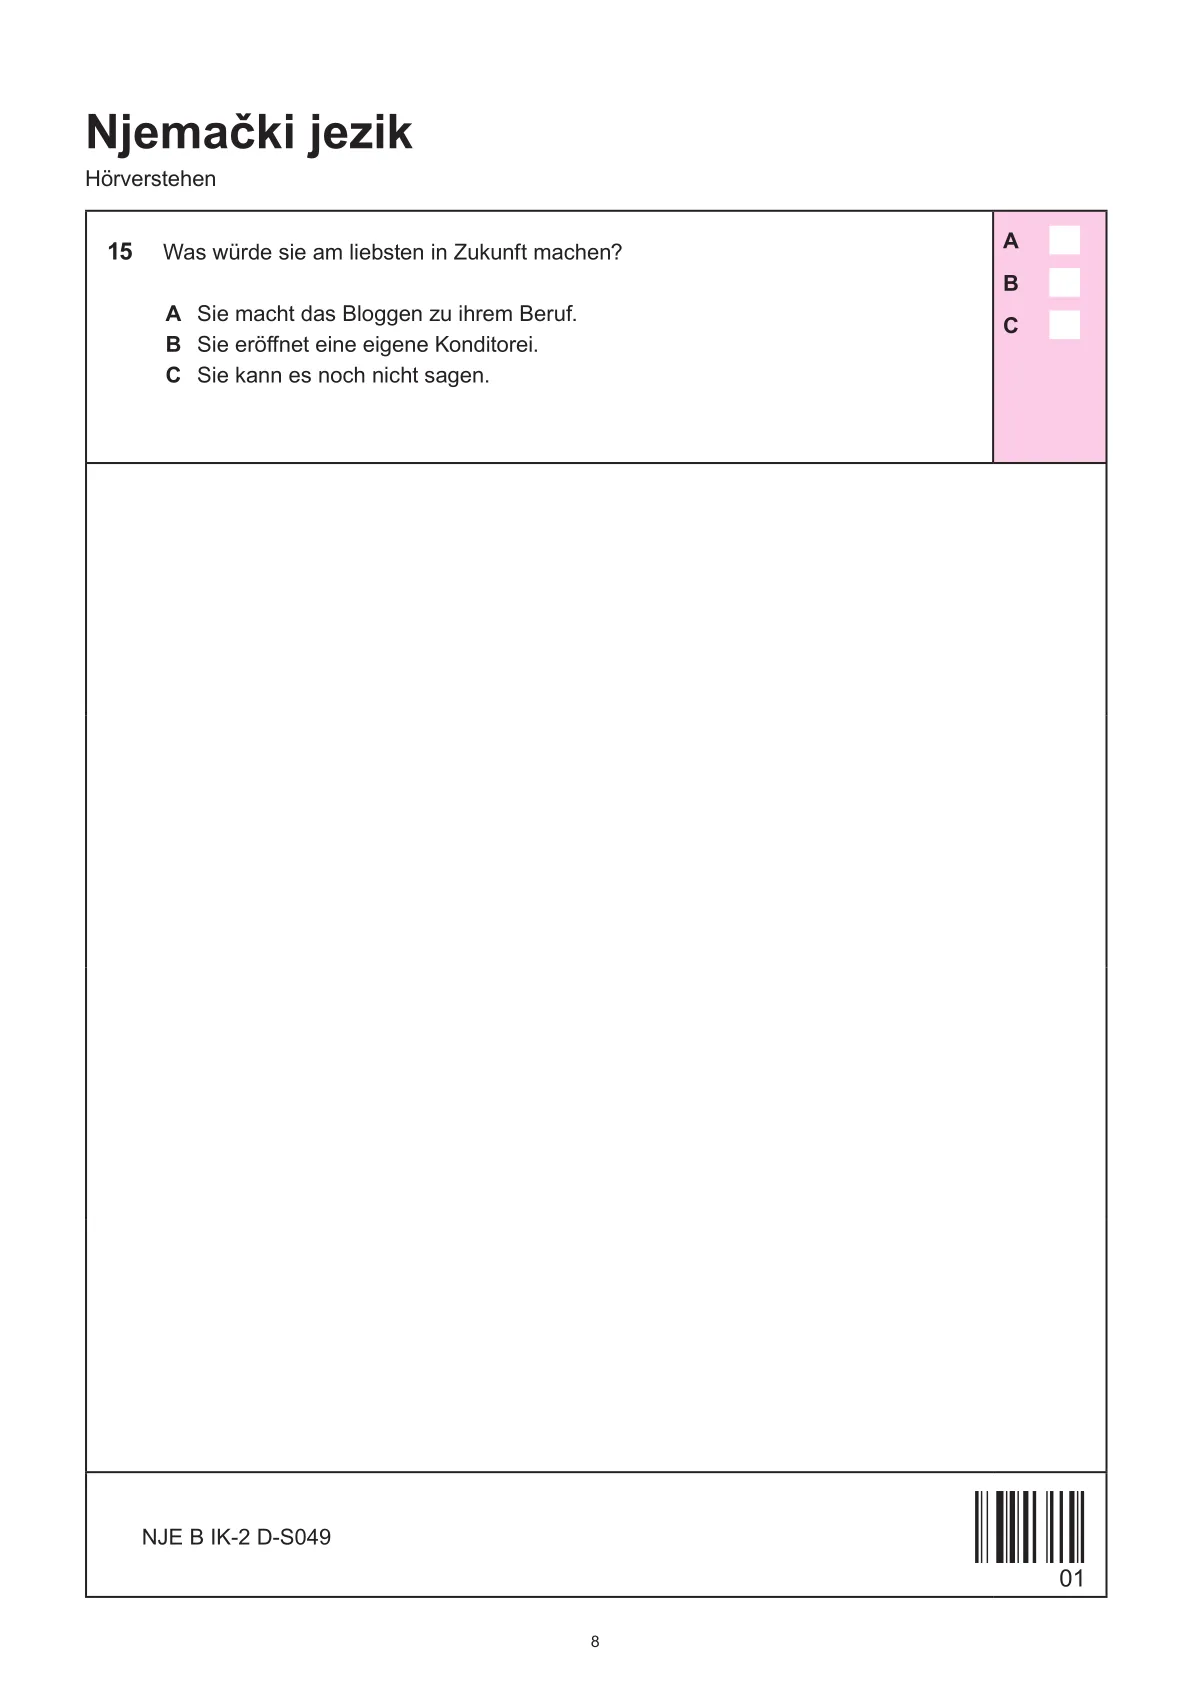 Njemački jezik
Hörverstehen
15 Was würde sie am liebsten in Zukunft machen?
A Sie macht das Bloggen zu ihrem Beruf.
B Sie eröffnet eine eigene Konditorei.
C Sie kann es noch nicht sagen.
A
B
C
NJE B IK-2 D-S049
01
8